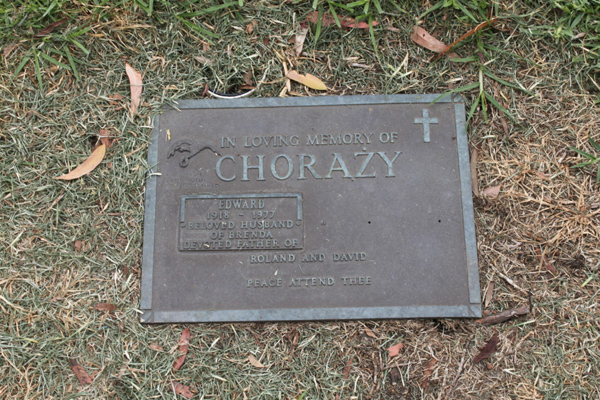 IN LOVING MEMORY OF
CHORAZY
EDWARD
1918 - 1977
BELOVED HUSBAND
OF BRENDA
DEVOTED FATHER OF
ROLAND AND DAVID
PEACE ATTEND THEE